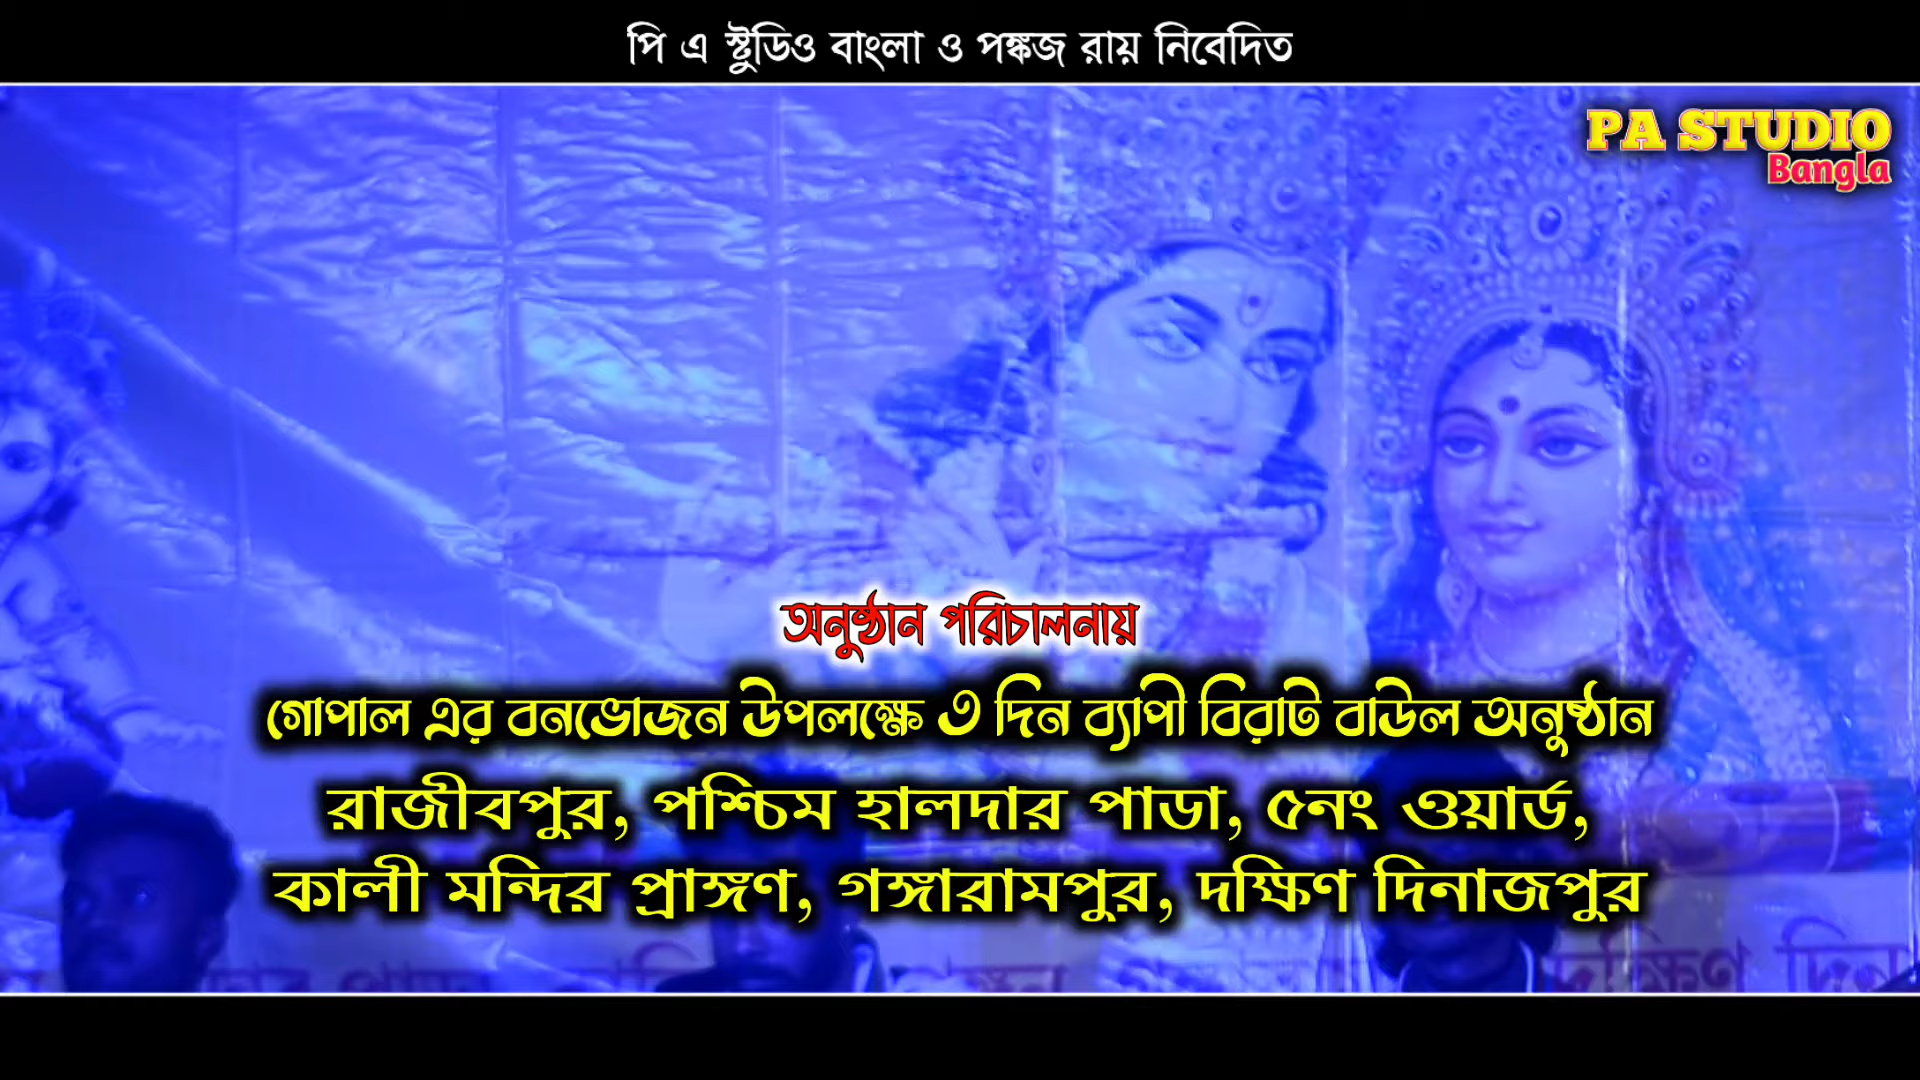 পি এ স্টুডিও বাংলা ও পঙ্কজ রায় নিবেদিত
PA STUDIO
Bangla
অনুষ্ঠান পরিচালনায়
গোপাল এর বনভোজন উপলক্ষে ৩ দিন ব্যাপী বিরাট বাউল অনুষ্ঠান
রাজীবপুর, পশ্চিম হালদার পাডা, ৫নং ওয়ার্ড,
কালী মন্দির প্রাঙ্গণ, গঙ্গারামপুর, দক্ষিণ দিনাজপুর
দক্ষিণ দিন